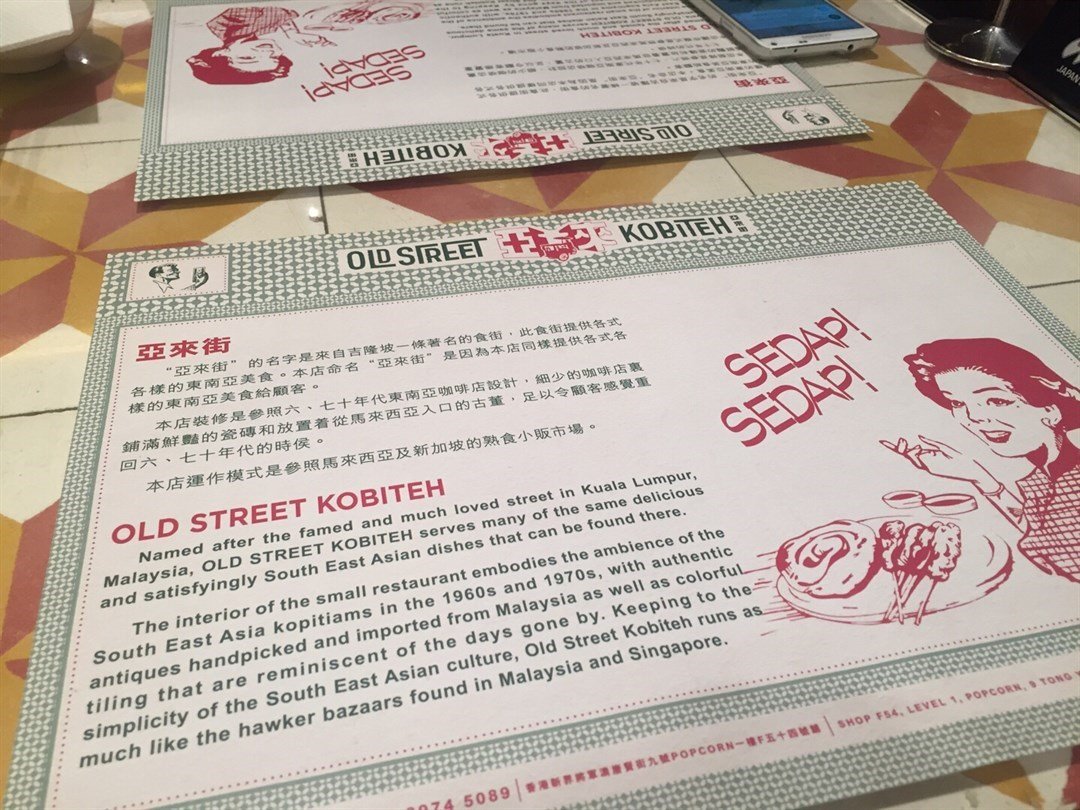 SEDAP!
SEDAP!
STREET KOBITEH
亞來街
OLD STREET KOBITEH
JAPAN
OLD STREET KOBITEH
亞來街
“亞來街” 的名字是來自吉隆坡一條著名的食街，此食街提供各式
各樣的東南亞美食。本店命名 “亞來街” 是因為本店同樣提供各式各
樣的東南亞美食給顧客。
本店裝修是參照六、七十年代東南亞咖啡店設計，細少的咖啡店裏
鋪滿鮮豔的瓷磚和放置着從馬來西亞入口的古董，足以令顧客感覺重
回六、七十年代的時侯。
本店運作模式是參照馬來西亞及新加坡的熟食小販市場。
SEDAP!
SEDAP!
OLD STREET KOBITEH
Named after the famed and much loved street in Kuala Lumpur,
Malaysia, OLD STREET KOBITEH serves many of the same delicious
and satisfyingly South East Asian dishes that can be found there.
The interior of the small restaurant embodies the ambience of the
South East Asia kopitiams in the 1960s and 1970s, with authentic
antiques handpicked and imported from Malaysia as well as colorful
tiling that are reminiscent of the days gone by. Keeping to the
simplicity of the South East Asian culture, Old Street Kobiteh runs as
much like the hawker bazaars found in Malaysia and Singapore.
5089 | 香港新界將軍澳唐賢街九號POPCORN一樓F五十四號舖 | SHOP F54, LEVEL 1, POPCORN, 9 TONG